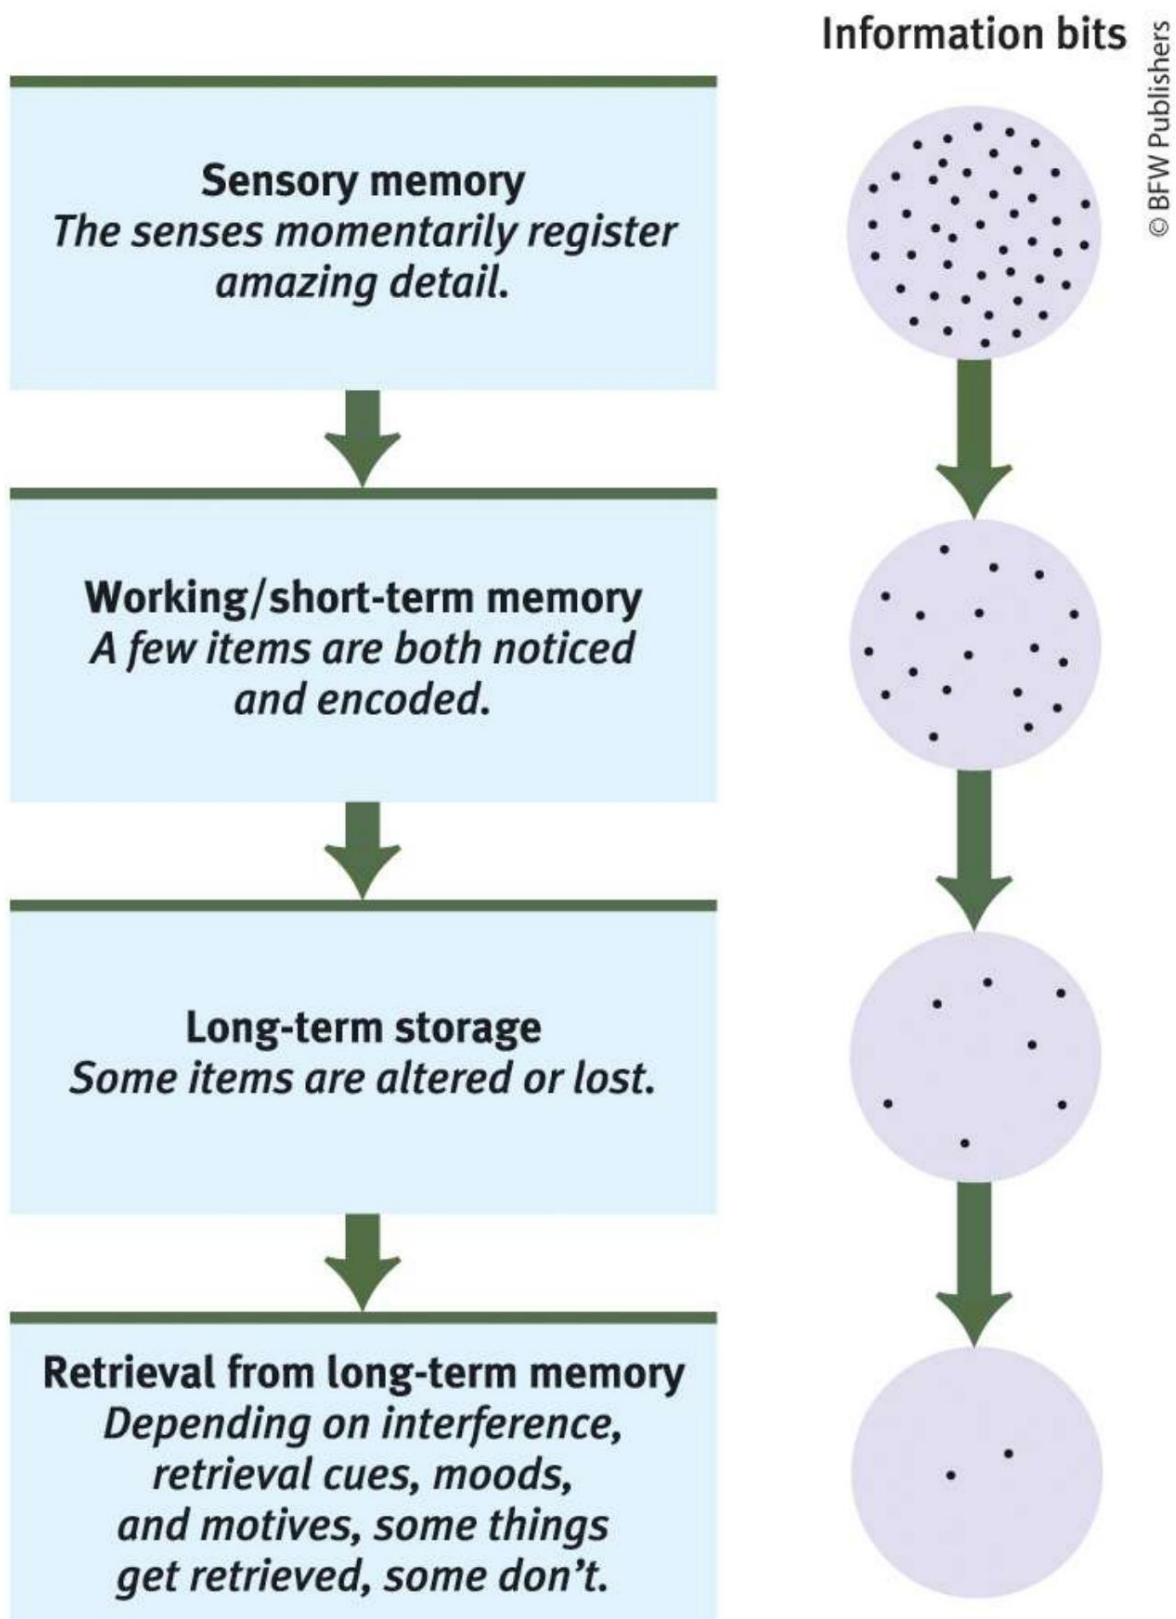 Information bits
© BFW Publishers
Sensory memory
The senses momentarily register
amazing detail.
Working/short-term memory
A few items are both noticed
and encoded.
Long-term storage
Some items are altered or lost.
Retrieval from long-term memory
Depending on interference,
retrieval cues, moods,
and motives, some things
get retrieved, some don't.